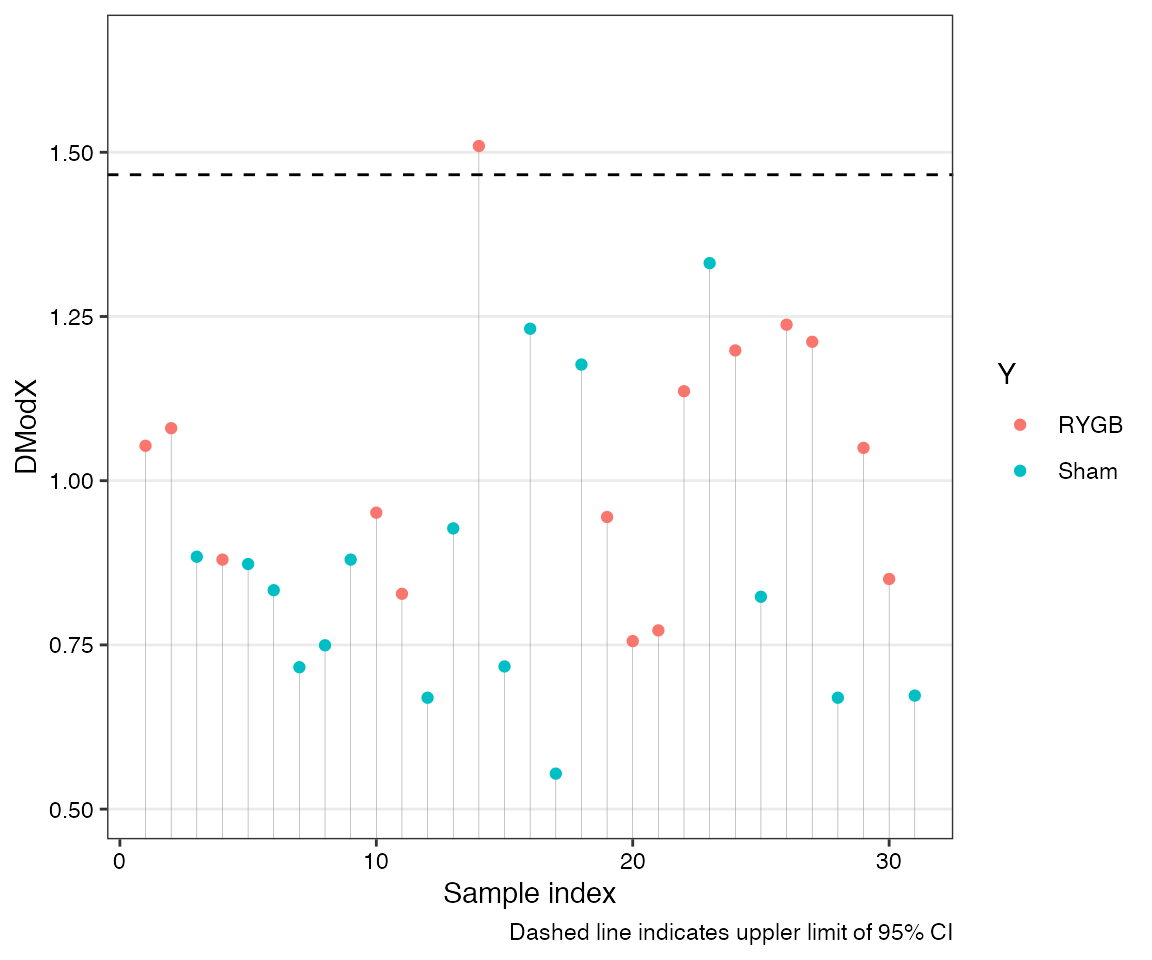 1.50
1.25
1.00
0.75
0.50
DModX
0 10 20 30
Sample index
Dashed line indicates uppler limit of 95% CI
Y
RYGB
Sham